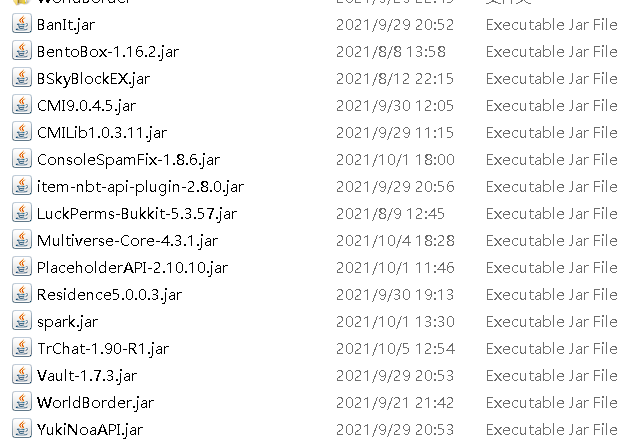 WorldBorder 文件夹
BanIt.jar 2021/9/29 20:52 Executable Jar File
BentoBox-1.16.2.jar 2021/8/8 13:58 Executable Jar File
BSkyBlockEX.jar 2021/8/12 22:15 Executable Jar File
CMI9.0.4.5.jar 2021/9/30 12:05 Executable Jar File
CMILib1.0.3.11.jar 2021/9/29 11:15 Executable Jar File
ConsoleSpamFix-1.8.6.jar 2021/10/1 18:00 Executable Jar File
item-nbt-api-plugin-2.8.0.jar 2021/9/29 20:56 Executable Jar File
LuckPerms-Bukkit-5.3.57.jar 2021/8/9 12:45 Executable Jar File
Multiverse-Core-4.3.1.jar 2021/10/4 18:28 Executable Jar File
PlaceholderAPI-2.10.10.jar 2021/10/1 11:46 Executable Jar File
Residence5.0.0.3.jar 2021/9/30 19:13 Executable Jar File
spark.jar 2021/10/1 13:30 Executable Jar File
TrChat-1.90-R1.jar 2021/10/5 12:54 Executable Jar File
Vault-1.7.3.jar 2021/9/29 20:53 Executable Jar File
WorldBorder.jar 2021/9/21 21:42 Executable Jar File
YukiNoaAPI.jar 2021/9/29 20:53 Executable Jar File